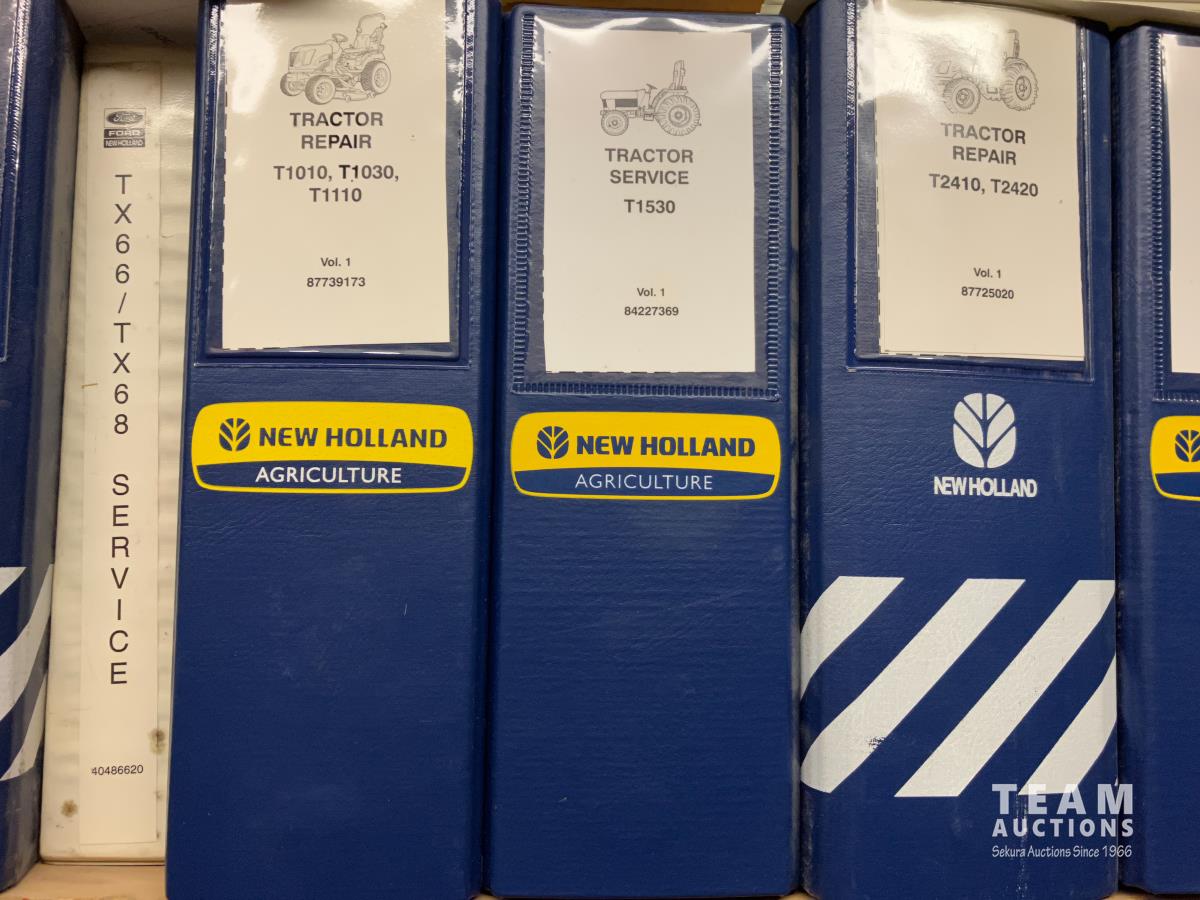 Ford
FORD
NEW HOLLAND
TX66/TX68 SERVICE
40486620
TRACTOR
REPAIR
T1010, T1030,
T1110
Vol. 1
87739173
NEW HOLLAND
AGRICULTURE
TRACTOR
SERVICE
T1530
Vol. 1
84227369
NEW HOLLAND
AGRICULTURE
TRACTOR
REPAIR
T2410, T2420
Vol. 1
87725020
NEW HOLLAND
TEAM
AUCTIONS
Sekura Auctions Since 1966